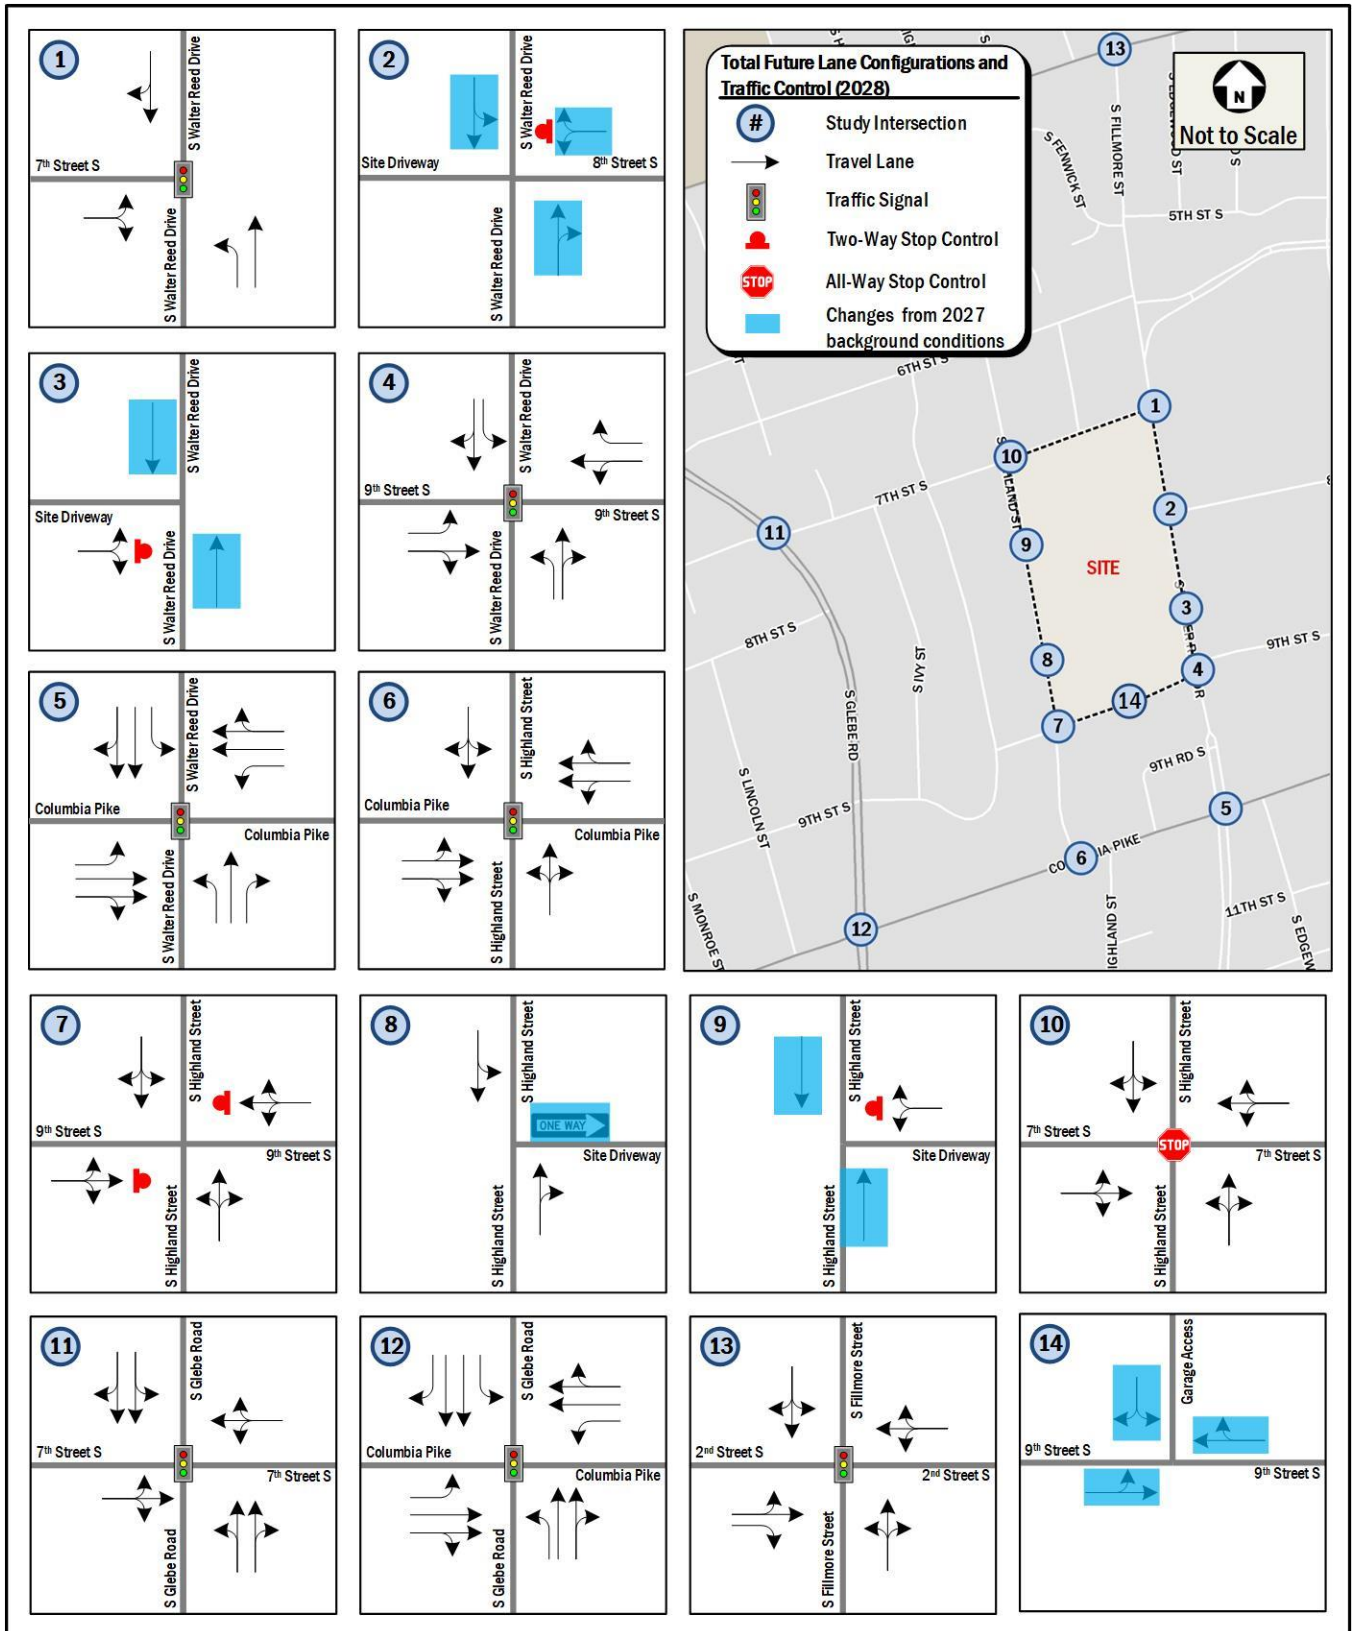 1
S Walter Reed Drive
7th Street S
S Walter Reed Drive
2
S Walter Reed Drive
Site Driveway
8th Street S
S Walter Reed Drive
Total Future Lane Configurations and
Traffic Control (2028)
# Study Intersection
Travel Lane
Traffic Signal
Two-Way Stop Control
STOP All-Way Stop Control
Changes from 2027
background conditions
N
Not to Scale
13
S FILLMORE ST
S FENWICK ST
5TH ST S
6TH ST S
1
10
7TH ST S
2
11
9
SITE
3
8TH ST S
8
4
9TH ST S
S IVY ST
14
7
S GLEBE RD
9TH RD S
S LINCOLN ST
9TH ST S
5
6
IA PIKE
11TH ST S
S MONROE ST
12
IGHLAND ST
S EDGEW
3
S Walter Reed Drive
Site Driveway
S Walter Reed Drive
4
S Walter Reed Drive
9th Street S
9th Street S
S Walter Reed Drive
5
S Walter Reed Drive
Columbia Pike
Columbia Pike
S Walter Reed Drive
6
S Highland Street
Columbia Pike
Columbia Pike
S Highland Street
7
S Highland Street
9th Street S
9th Street S
S Highland Street
8
S Highland Street
ONE WAY
Site Driveway
9
S Highland Street
Site Driveway
S Highland Street
10
S Highland Street
7th Street S
STOP
7th Street S
S Highland Street
11
S Glebe Road
7th Street S
7th Street S
S Glebe Road
12
S Glebe Road
Columbia Pike
Columbia Pike
S Glebe Road
13
S Fillmore Street
2nd Street S
2nd Street S
S Fillmore Street
14
Garage Access
9th Street S
9th Street S